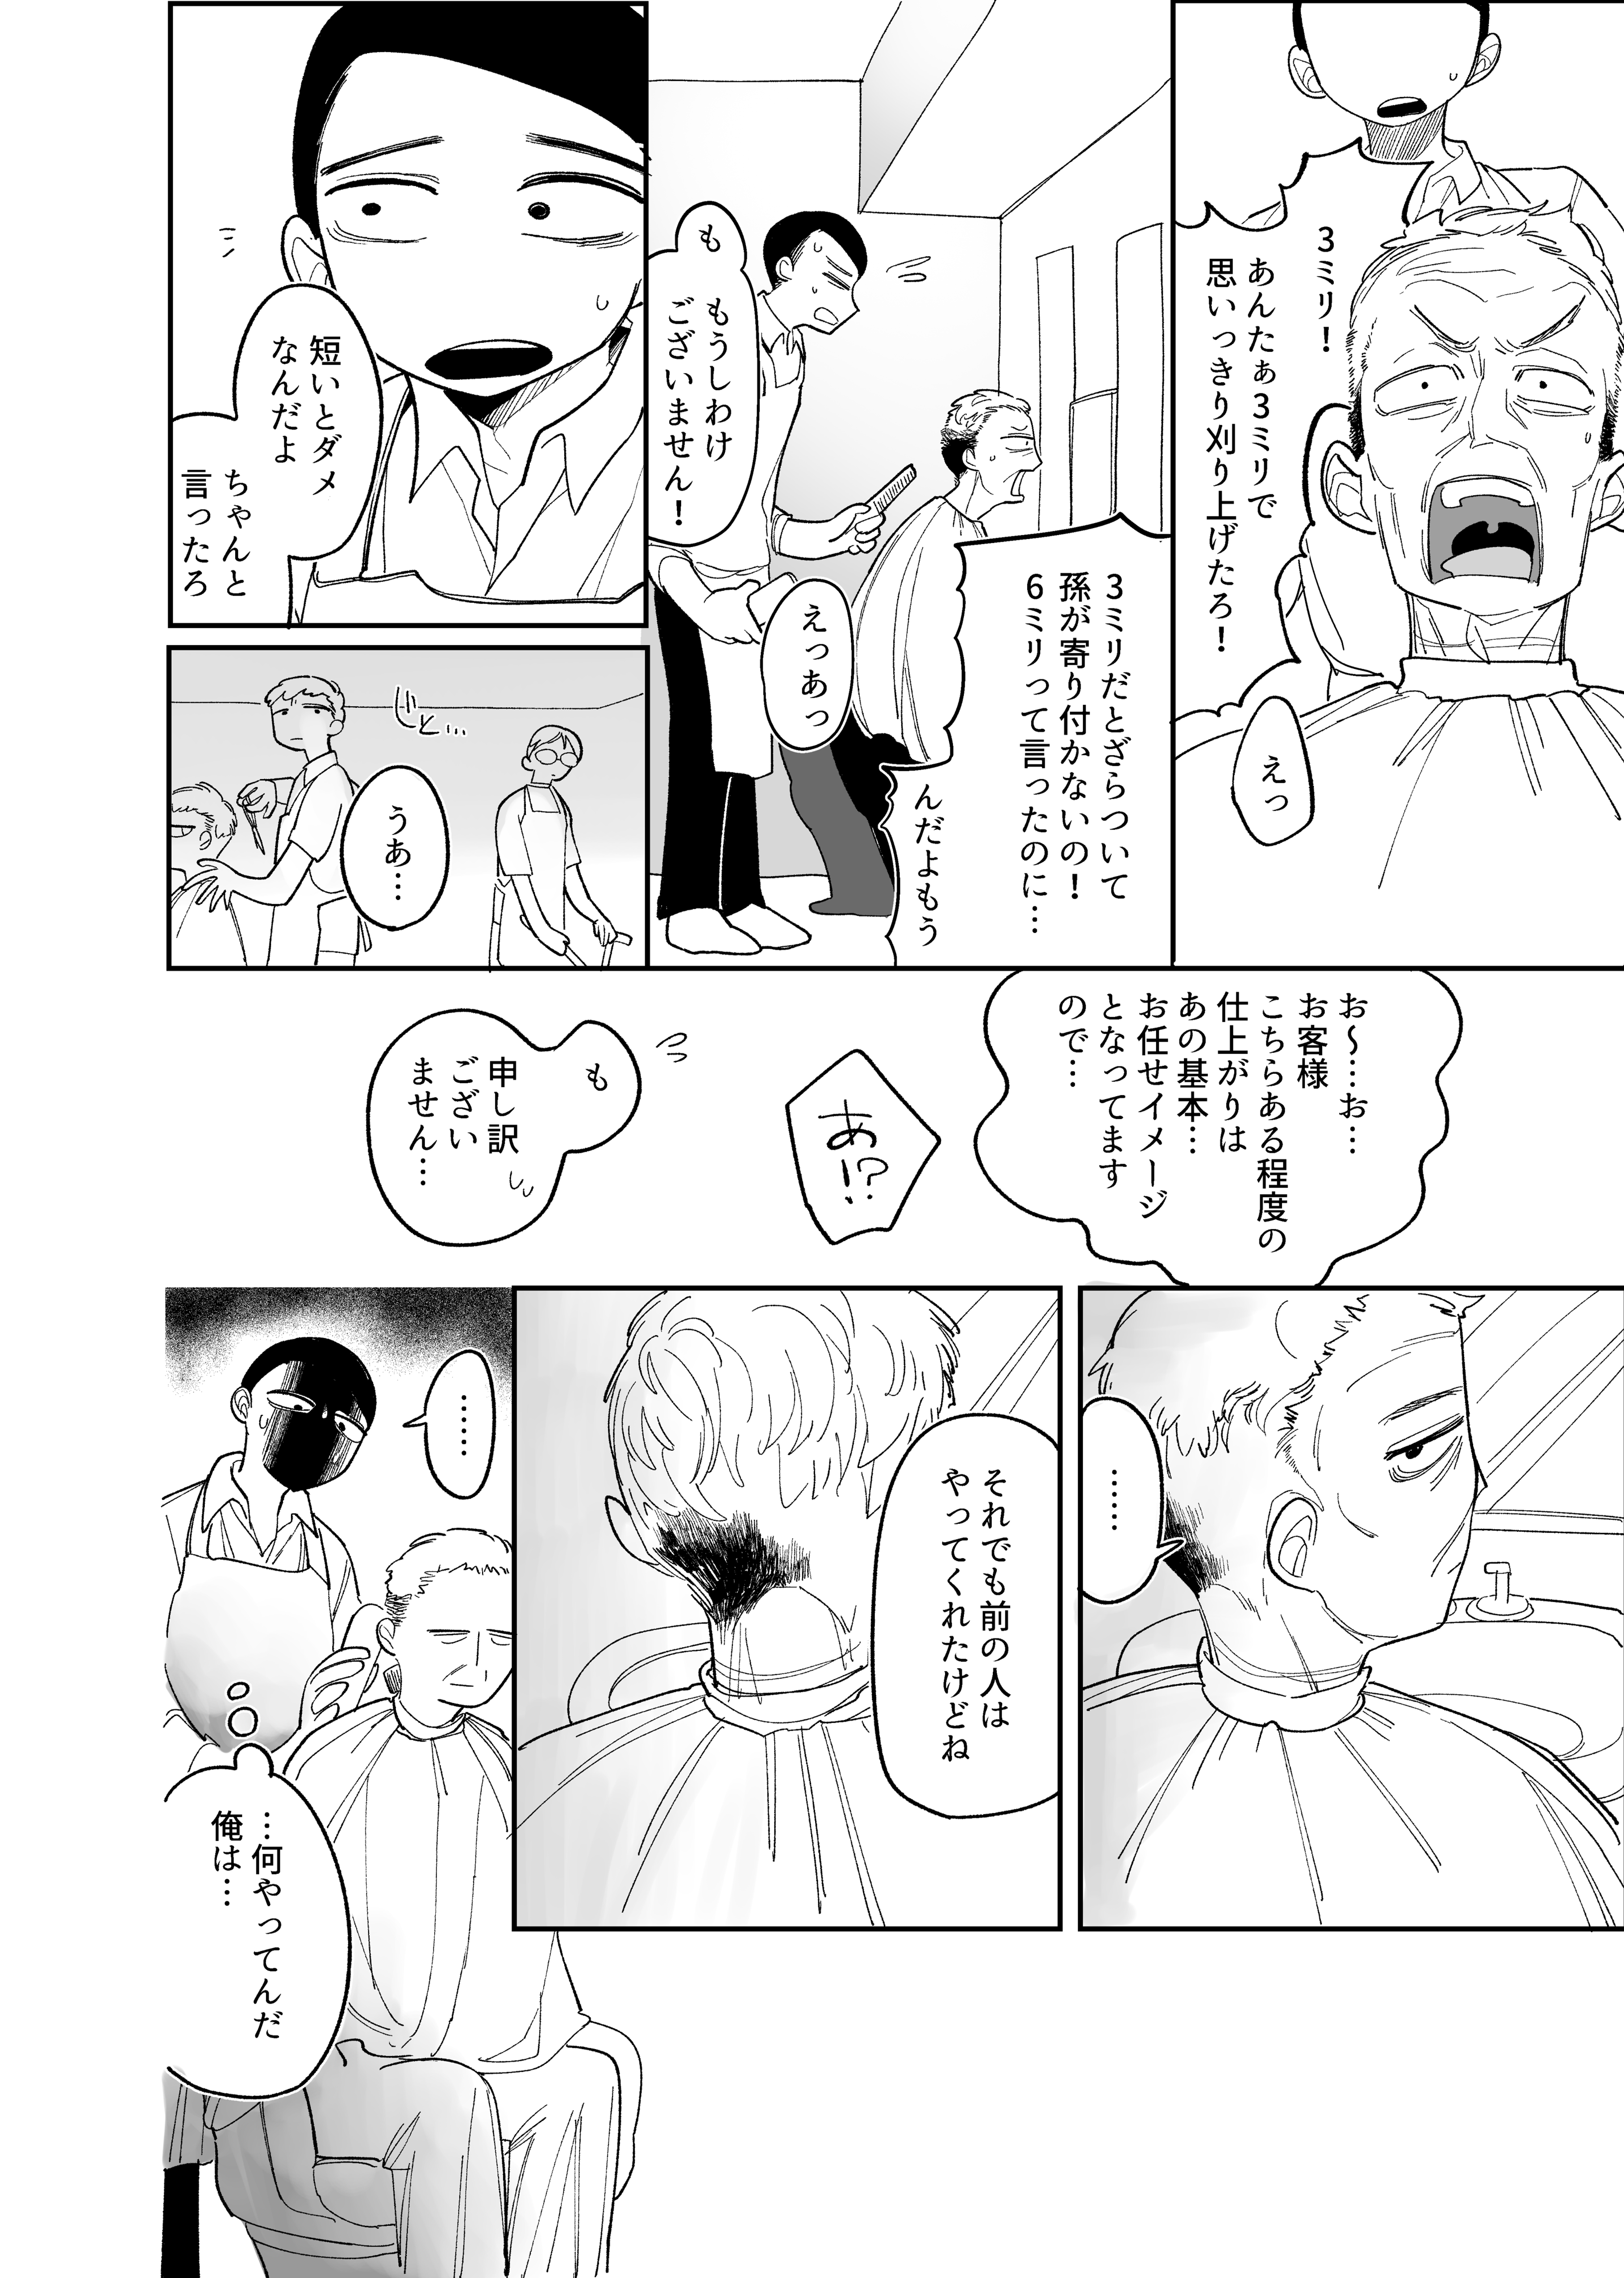 3ミリ！
あんたぁ3ミリで
思いっきり刈り上げたろ！
えっ
3ミリだとざらついて
孫が寄り付かないの！
6ミリって言ったのに…
んだよもう
えっあっ
も
もうしわけ
ございません！
短いとダメ
なんだよ
ちゃんと
言ったろ
じと…
うあ…
お～…お…
お客様
こちらある程度の
仕上がりは
あの基本…
お任せイメージ
となってます
ので…
あ!?
も
申し訳
ござい
ません…
……
それでも前の人は
やってくれたけどね
……
…何やってんだ
俺は…